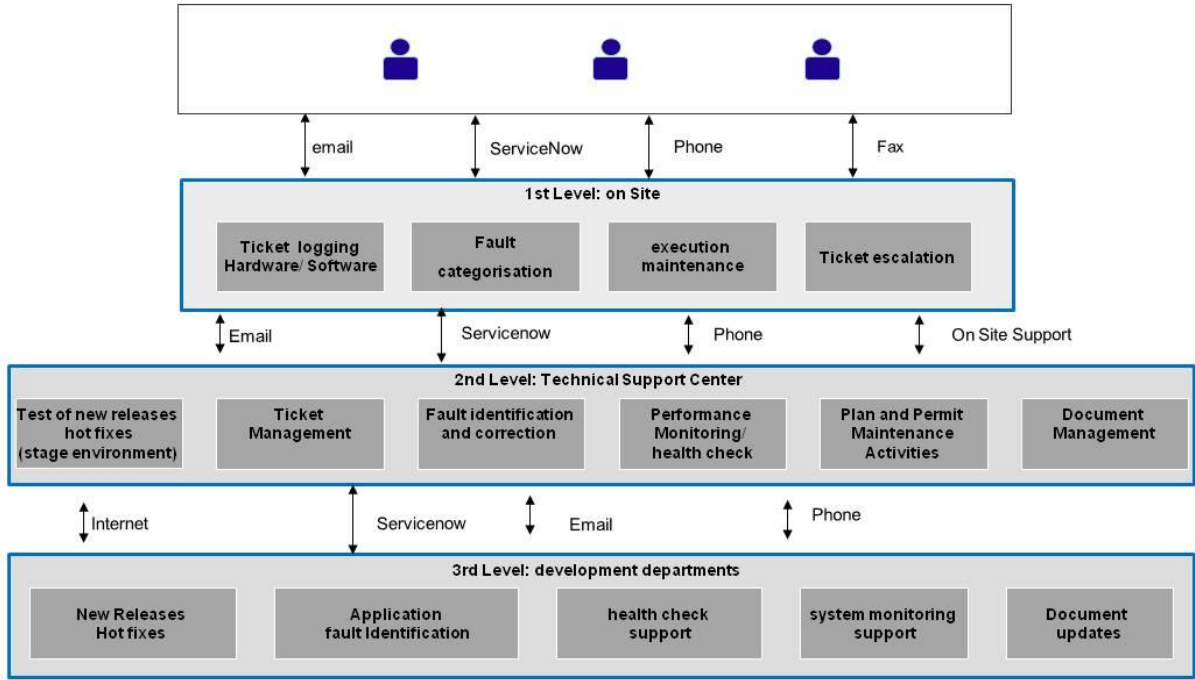 email
ServiceNow
Phone
Fax
1st Level: on Site
Ticket logging
Hardware/ Software
Fault
categorisation
execution
maintenance
Ticket escalation
Email
Servicenow
Phone
On Site Support
2nd Level: Technical Support Center
Test of new releases
hot fixes
(stage environment)
Ticket
Management
Fault identification
and correction
Performance
Monitoring/
health check
Plan and Permit
Maintenance
Activities
Document
Management
Internet
Servicenow
Email
Phone
3rd Level: development departments
New Releases
Hot fixes
Application
fault Identification
health check
support
system monitoring
support
Document
updates